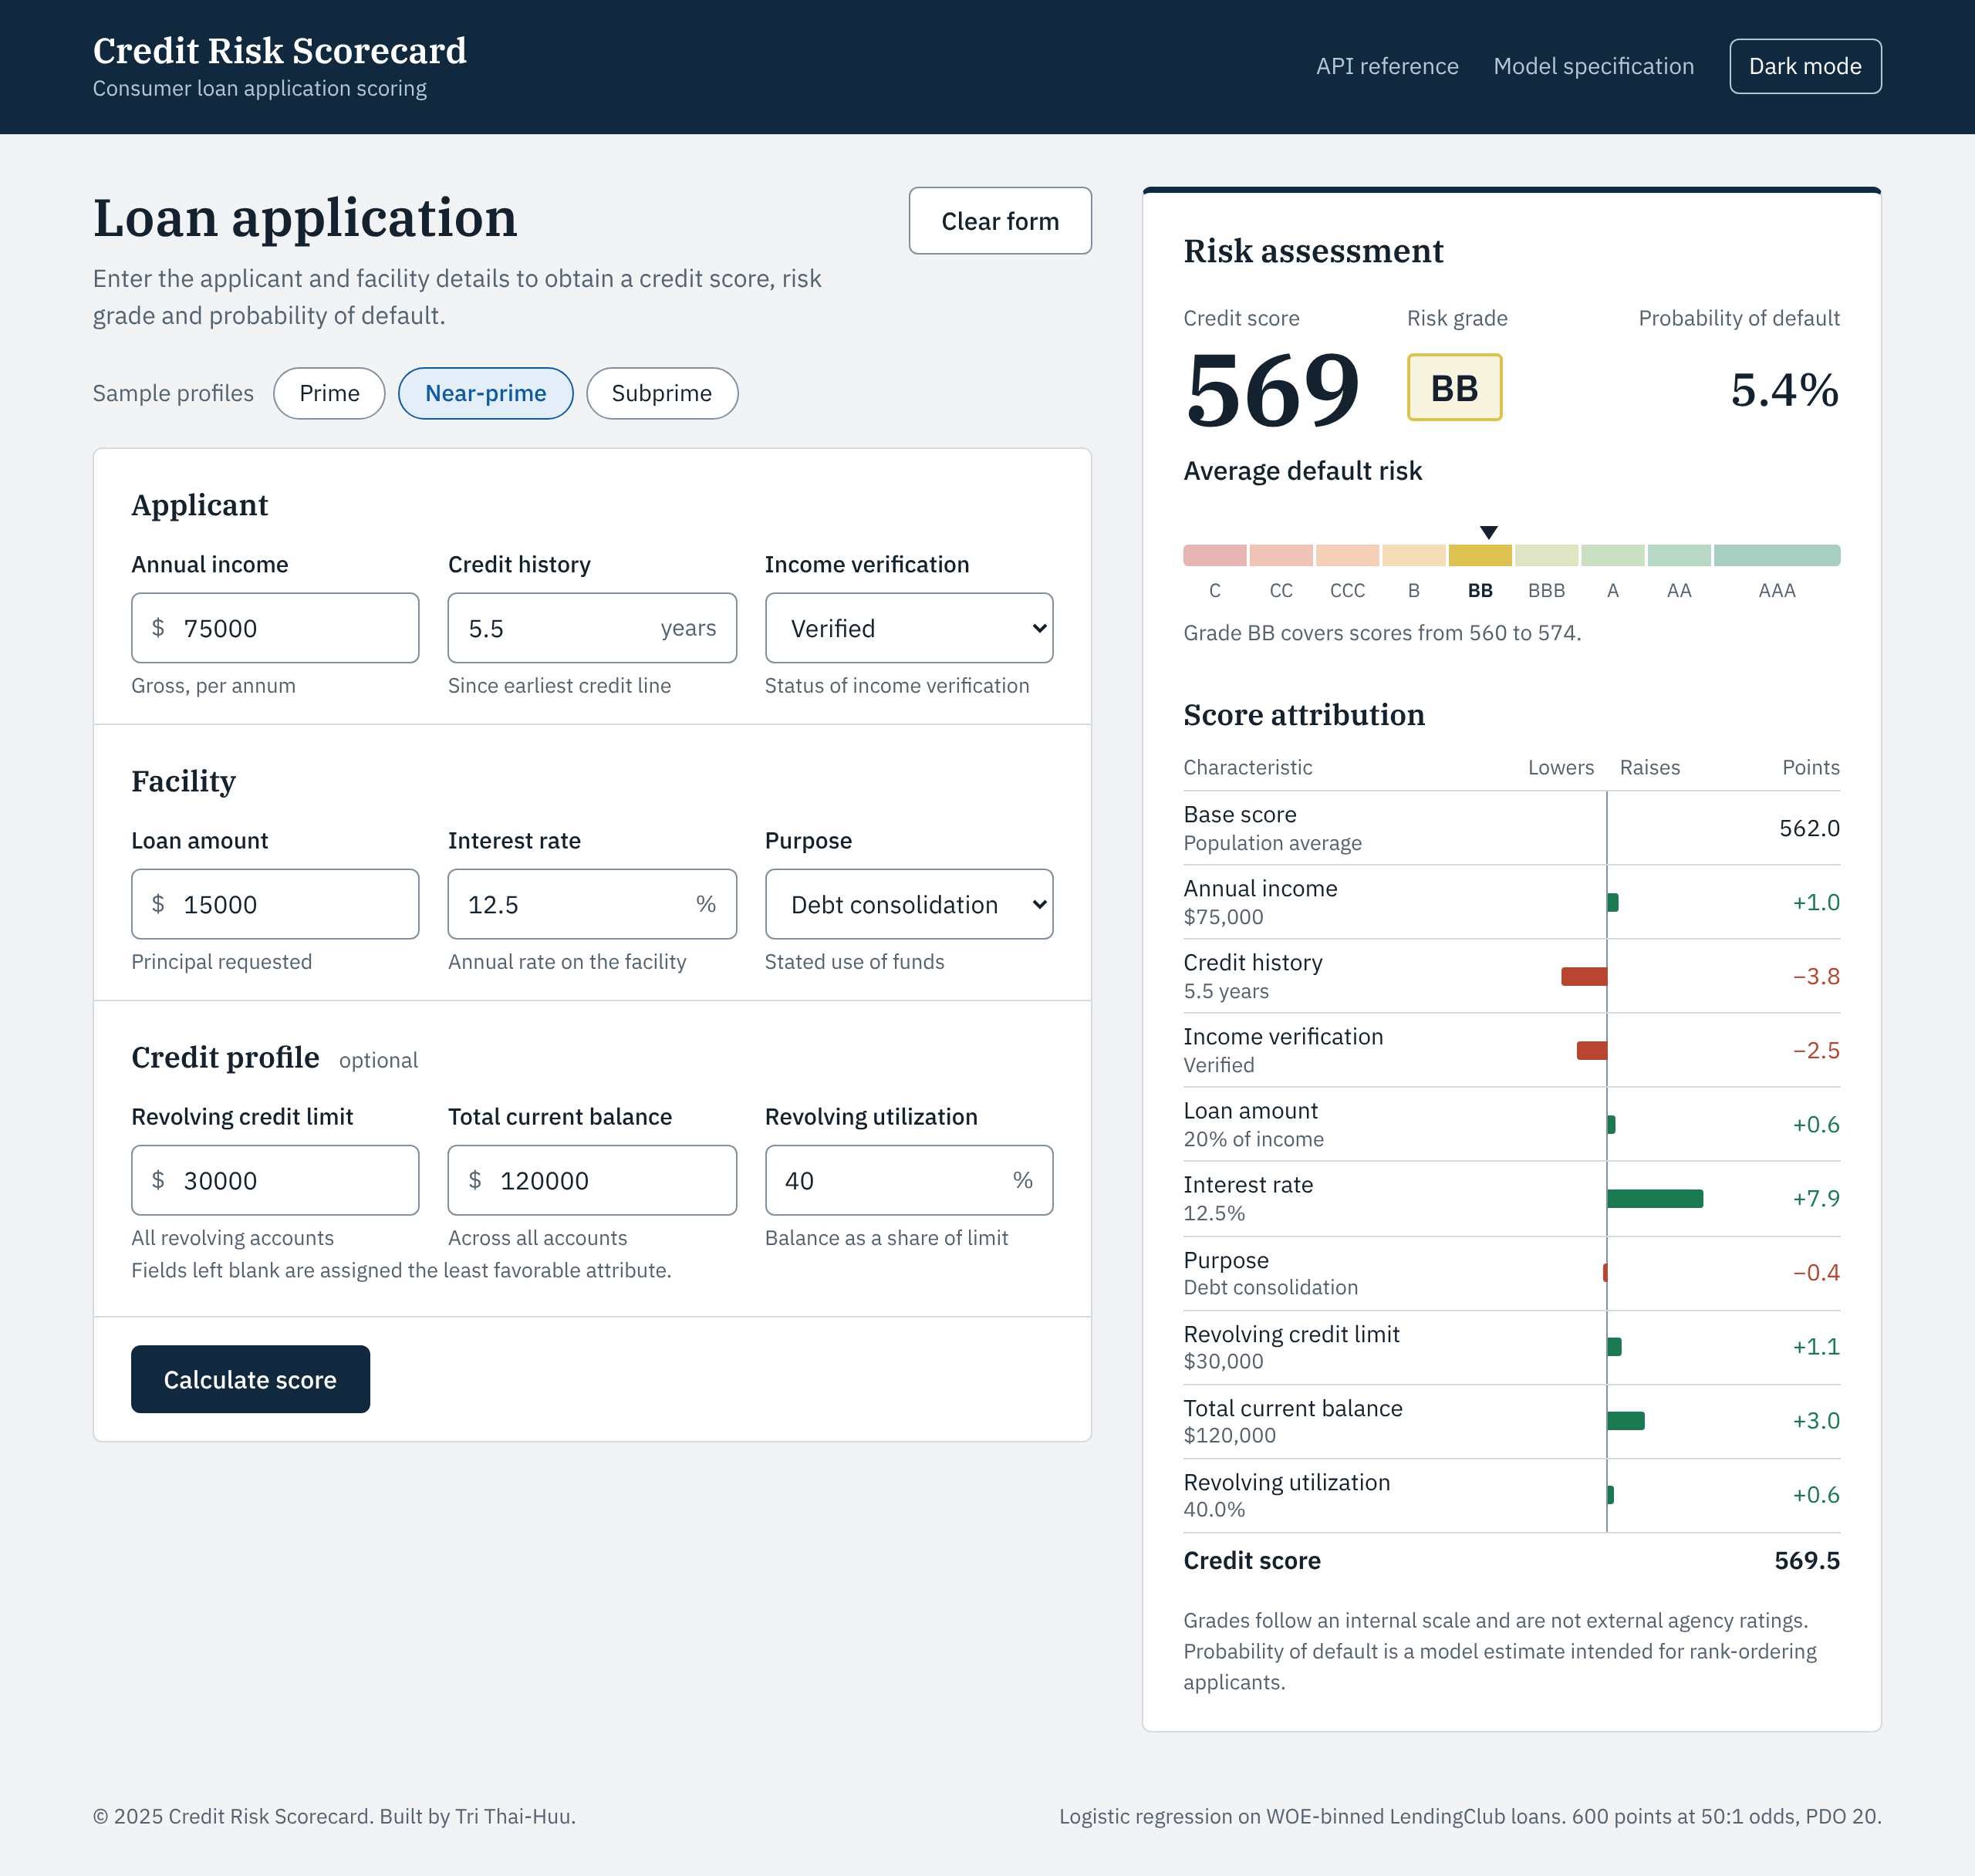 Credit Risk Scorecard
Consumer loan application scoring
API reference
Model specification
Dark mode
Loan application
Clear form
Enter the applicant and facility details to obtain a credit score, risk
grade and probability of default.
Sample profiles
Prime
Near-prime
Subprime
Applicant
Annual income
Credit history
Income verification
$ 75000
5.5 years
Verified
Gross, per annum
Since earliest credit line
Status of income verification
Facility
Loan amount
Interest rate
Purpose
$ 15000
12.5 %
Debt consolidation
Principal requested
Annual rate on the facility
Stated use of funds
Credit profile optional
Revolving credit limit
Total current balance
Revolving utilization
$ 30000
$ 120000
40 %
All revolving accounts
Across all accounts
Balance as a share of limit
Fields left blank are assigned the least favorable attribute.
Calculate score
Risk assessment
Credit score
Risk grade
Probability of default
569
BB
5.4%
Average default risk
C CC CCC B BB BBB A AA AAA
Grade BB covers scores from 560 to 574.
Score attribution
Characteristic Lowers Raises Points
Base score
Population average
562.0
Annual income
$75,000
+1.0
Credit history
5.5 years
−3.8
Income verification
Verified
−2.5
Loan amount
20% of income
+0.6
Interest rate
12.5%
+7.9
Purpose
Debt consolidation
−0.4
Revolving credit limit
$30,000
+1.1
Total current balance
$120,000
+3.0
Revolving utilization
40.0%
+0.6
Credit score 569.5
Grades follow an internal scale and are not external agency ratings.
Probability of default is a model estimate intended for rank-ordering
applicants.
© 2025 Credit Risk Scorecard. Built by Tri Thai-Huu.
Logistic regression on WOE-binned LendingClub loans. 600 points at 50:1 odds, PDO 20.